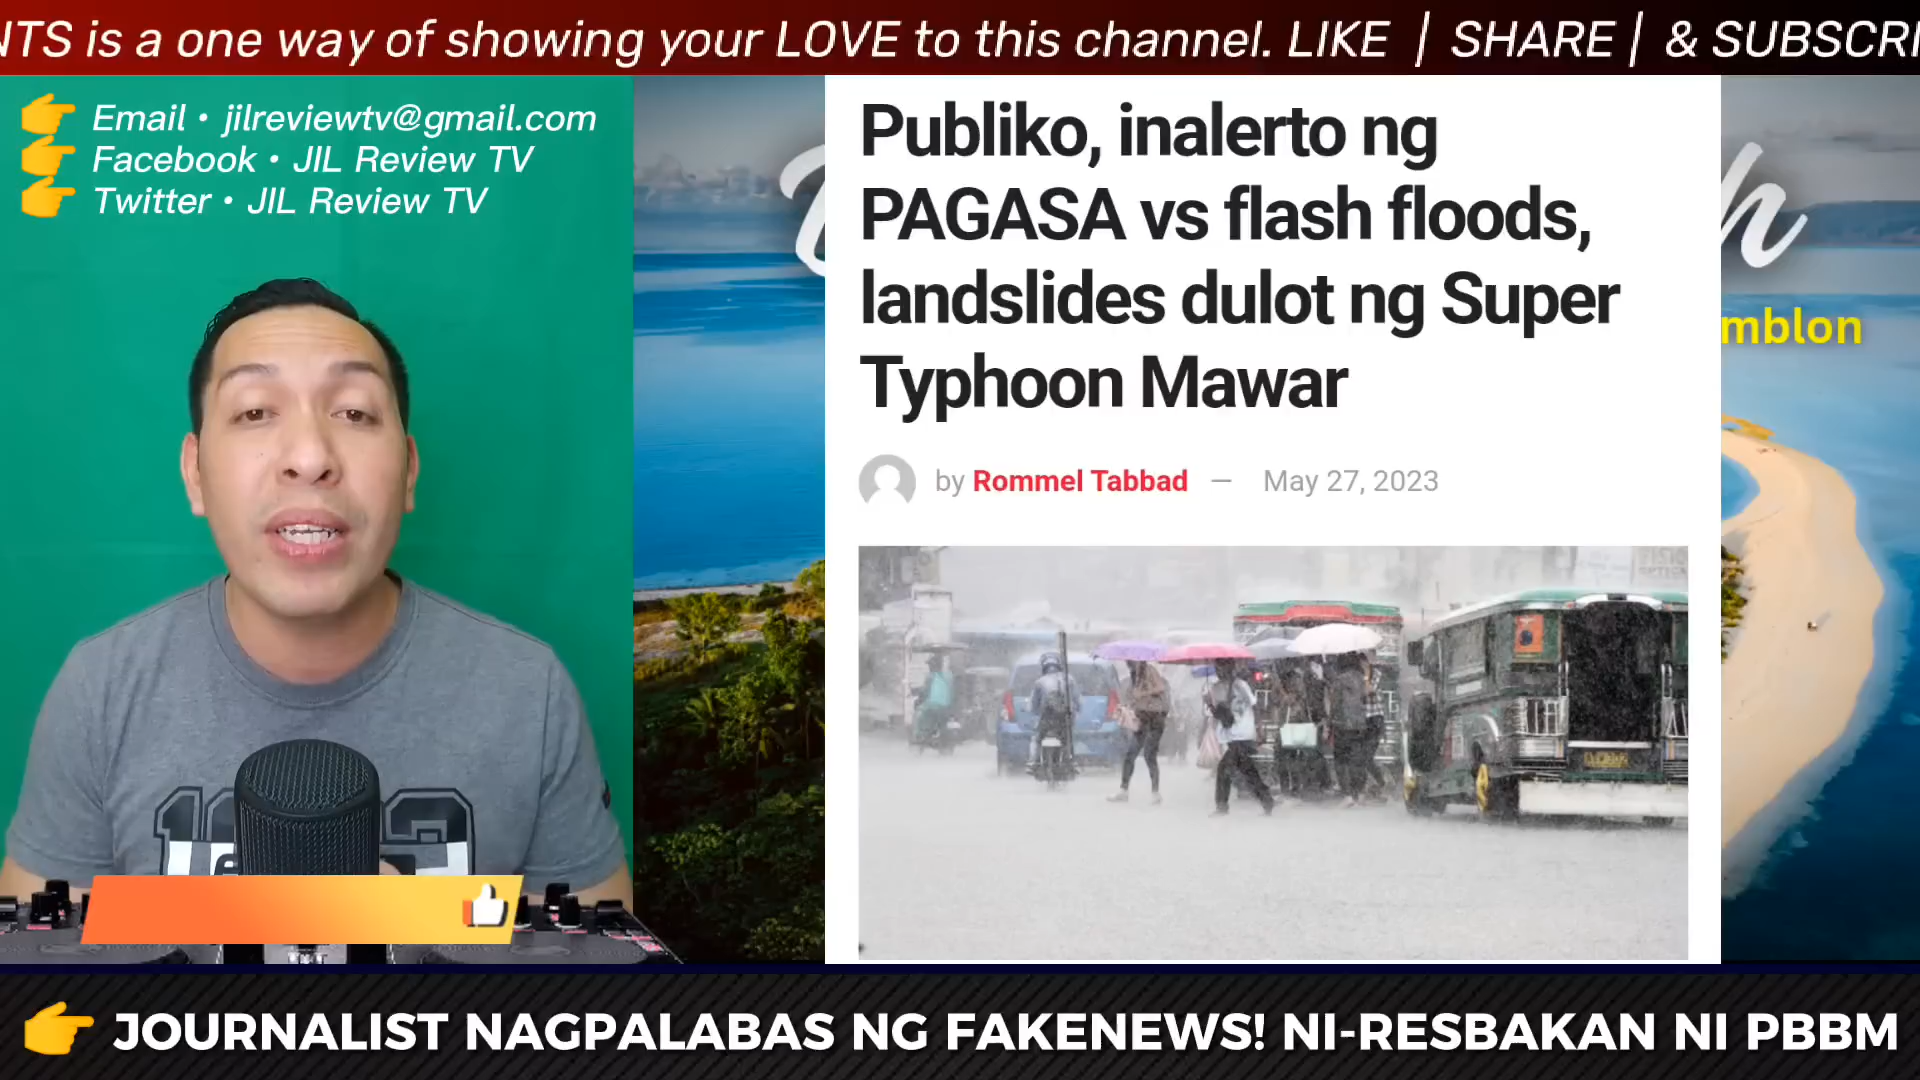 NTS is a one way of showing your LOVE to this channel. LIKE | SHARE | & SUBSCRI
Email • jilreviewtv@gmail.com
Facebook • JIL Review TV
Twitter • JIL Review TV
Publiko, inalerto ng
PAGASA vs flash floods,
landslides dulot ng Super
Typhoon Mawar
by Rommel Tabbad — May 27, 2023
mblon
JOURNALIST NAGPALABAS NG FAKENEWS! NI-RESBAKAN NI PBBM